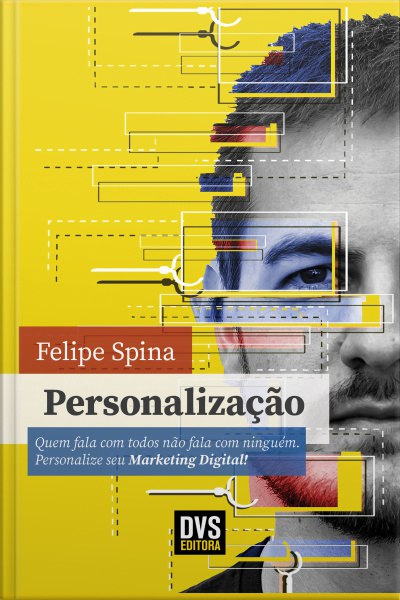 Felipe Spina
Personalização
Quem fala com todos não fala com ninguém.
Personalize seu Marketing Digital!
DVS
EDITORA